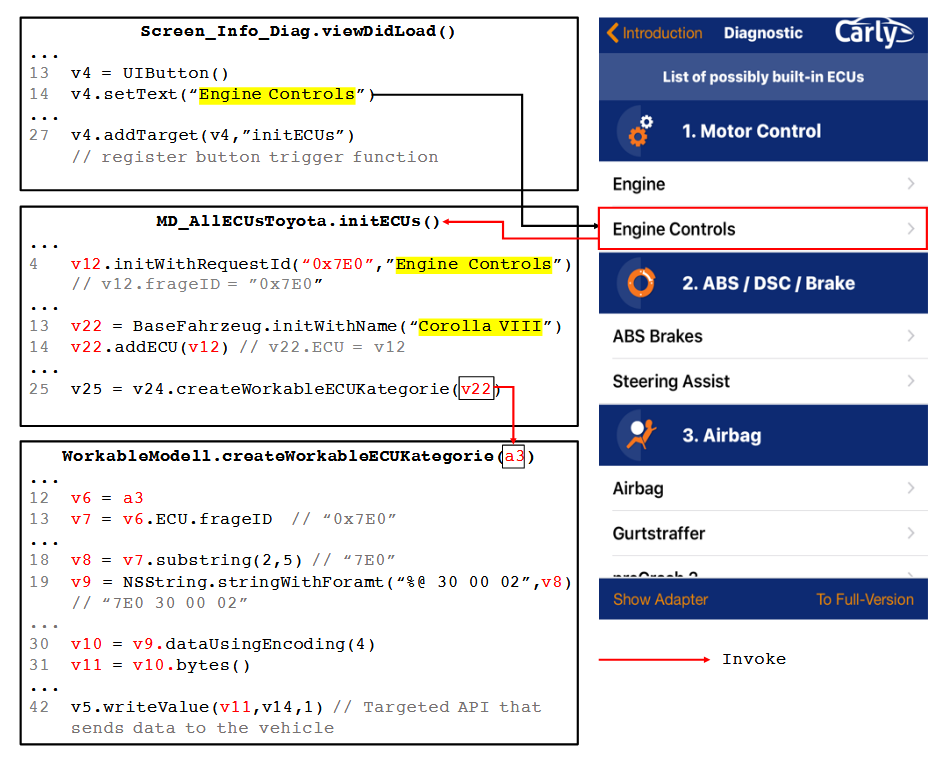 Screen_Info_Diag.viewDidLoad()
...
13 v4 = UIButton()
14 v4.setText(“Engine Controls”)
...
27 v4.addTarget(v4,”initECUs”)
// register button trigger function
MD_AllECUsToyota.initECUs()
...
4 v12.initWithRequestId(“0x7E0”,”Engine Controls”)
// v12.frageID = ”0x7E0”
...
13 v22 = BaseFahrzeug.initWithName(“Corolla VIII”)
14 v22.addECU(v12) // v22.ECU = v12
...
25 v25 = v24.createWorkableECUKategorie(v22)
WorkableModell.createWorkableECUKategorie(a3)
...
12 v6 = a3
13 v7 = v6.ECU.frageID // “0x7E0”
...
18 v8 = v7.substring(2,5) // “7E0”
19 v9 = NSString.stringWithForamt(“%@ 30 00 02”,v8)
// “7E0 30 00 02”
...
30 v10 = v9.dataUsingEncoding(4)
31 v11 = v10.bytes()
...
42 v5.writeValue(v11,v14,1) // Targeted API that
sends data to the vehicle
Introduction Diagnostic Carly
List of possibly built-in ECUs
1. Motor Control
Engine
Engine Controls
2. ABS / DSC / Brake
ABS Brakes
Steering Assist
3. Airbag
Airbag
Gurtstraffer
Show Adapter To Full-Version
Invoke